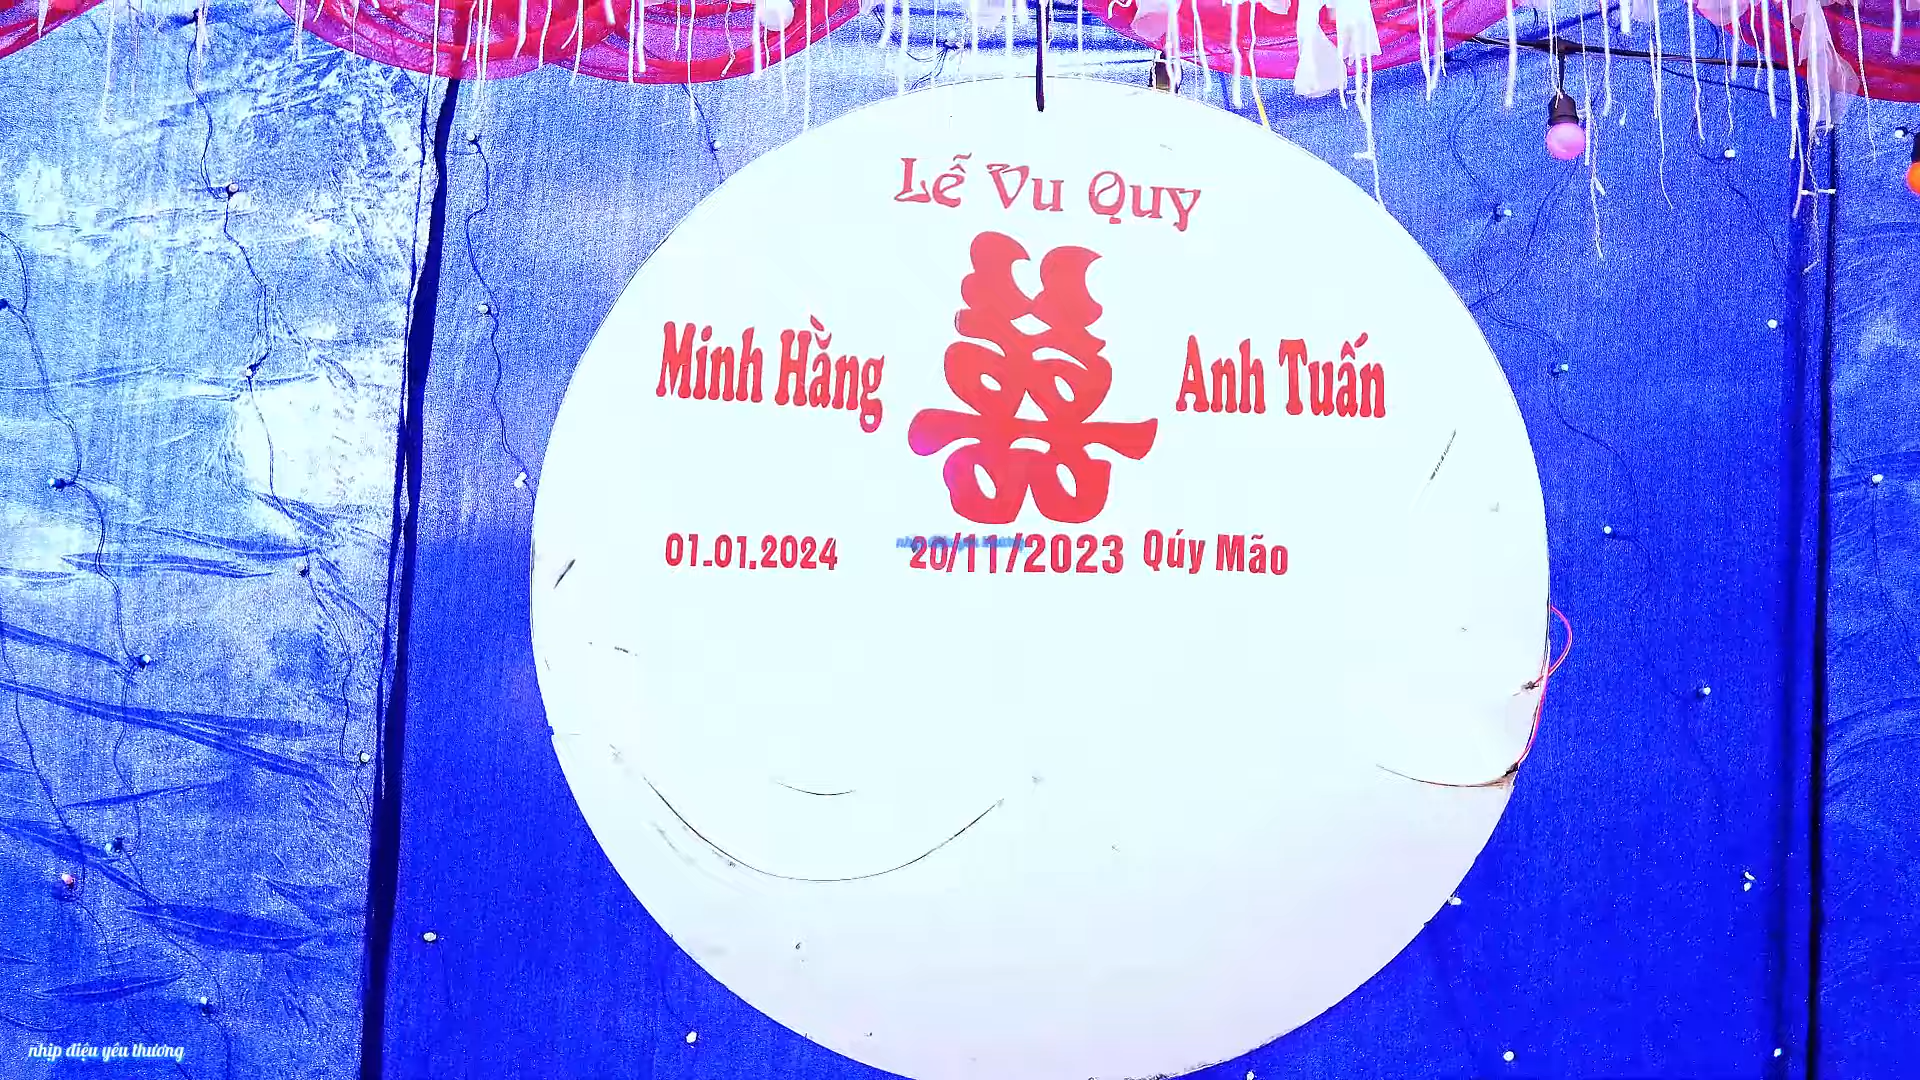 Lễ Vu Quy
Minh Hằng Anh Tuấn
01.01.2024 20/11/2023 Qúy Mão
nhịp điệu yêu thương